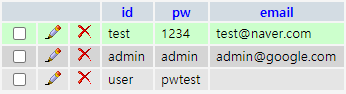 id pw email
test 1234 test@naver.com
admin admin admin@google.com
user pwtest